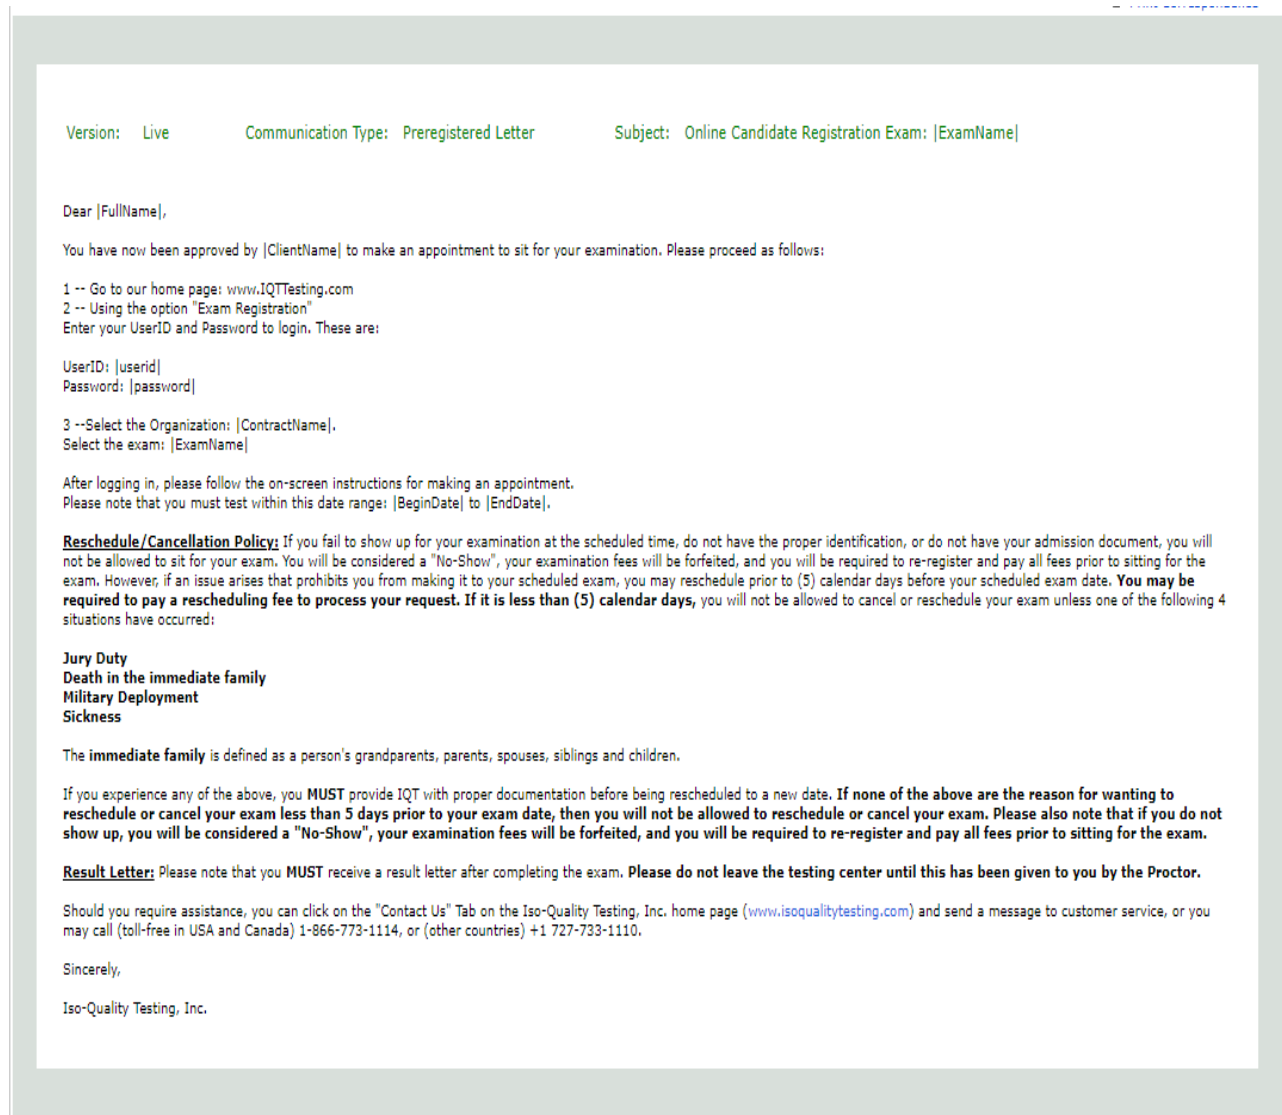 Version: Live Communication Type: Preregistered Letter Subject: Online Candidate Registration Exam: |ExamName|
Dear |FullName|,
You have now been approved by |ClientName| to make an appointment to sit for your examination. Please proceed as follows:
1 -- Go to our home page: www.IQTTesting.com
2 -- Using the option "Exam Registration"
Enter your UserID and Password to login. These are:
UserID: |userid|
Password: |password|
3 --Select the Organization: |ContractName|.
Select the exam: |ExamName|
After logging in, please follow the on-screen instructions for making an appointment.
Please note that you must test within this date range: |BeginDate| to |EndDate|.
Reschedule/Cancellation Policy: If you fail to show up for your examination at the scheduled time, do not have the proper identification, or do not have your admission document, you will
not be allowed to sit for your exam. You will be considered a "No-Show", your examination fees will be forfeited, and you will be required to re-register and pay all fees prior to sitting for the
exam. However, if an issue arises that prohibits you from making it to your scheduled exam, you may reschedule prior to (5) calendar days before your scheduled exam date. You may be
required to pay a rescheduling fee to process your request. If it is less than (5) calendar days, you will not be allowed to cancel or reschedule your exam unless one of the following 4
situations have occurred:
Jury Duty
Death in the immediate family
Military Deployment
Sickness
The immediate family is defined as a person's grandparents, parents, spouses, siblings and children.
If you experience any of the above, you MUST provide IQT with proper documentation before being rescheduled to a new date. If none of the above are the reason for wanting to
reschedule or cancel your exam less than 5 days prior to your exam date, then you will not be allowed to reschedule or cancel your exam. Please also note that if you do not
show up, you will be considered a "No-Show", your examination fees will be forfeited, and you will be required to re-register and pay all fees prior to sitting for the exam.
Result Letter: Please note that you MUST receive a result letter after completing the exam. Please do not leave the testing center until this has been given to you by the Proctor.
Should you require assistance, you can click on the "Contact Us" Tab on the Iso-Quality Testing, Inc. home page (www.isoqualitytesting.com) and send a message to customer service, or you
may call (toll-free in USA and Canada) 1-866-773-1114, or (other countries) +1 727-733-1110.
Sincerely,
Iso-Quality Testing, Inc.